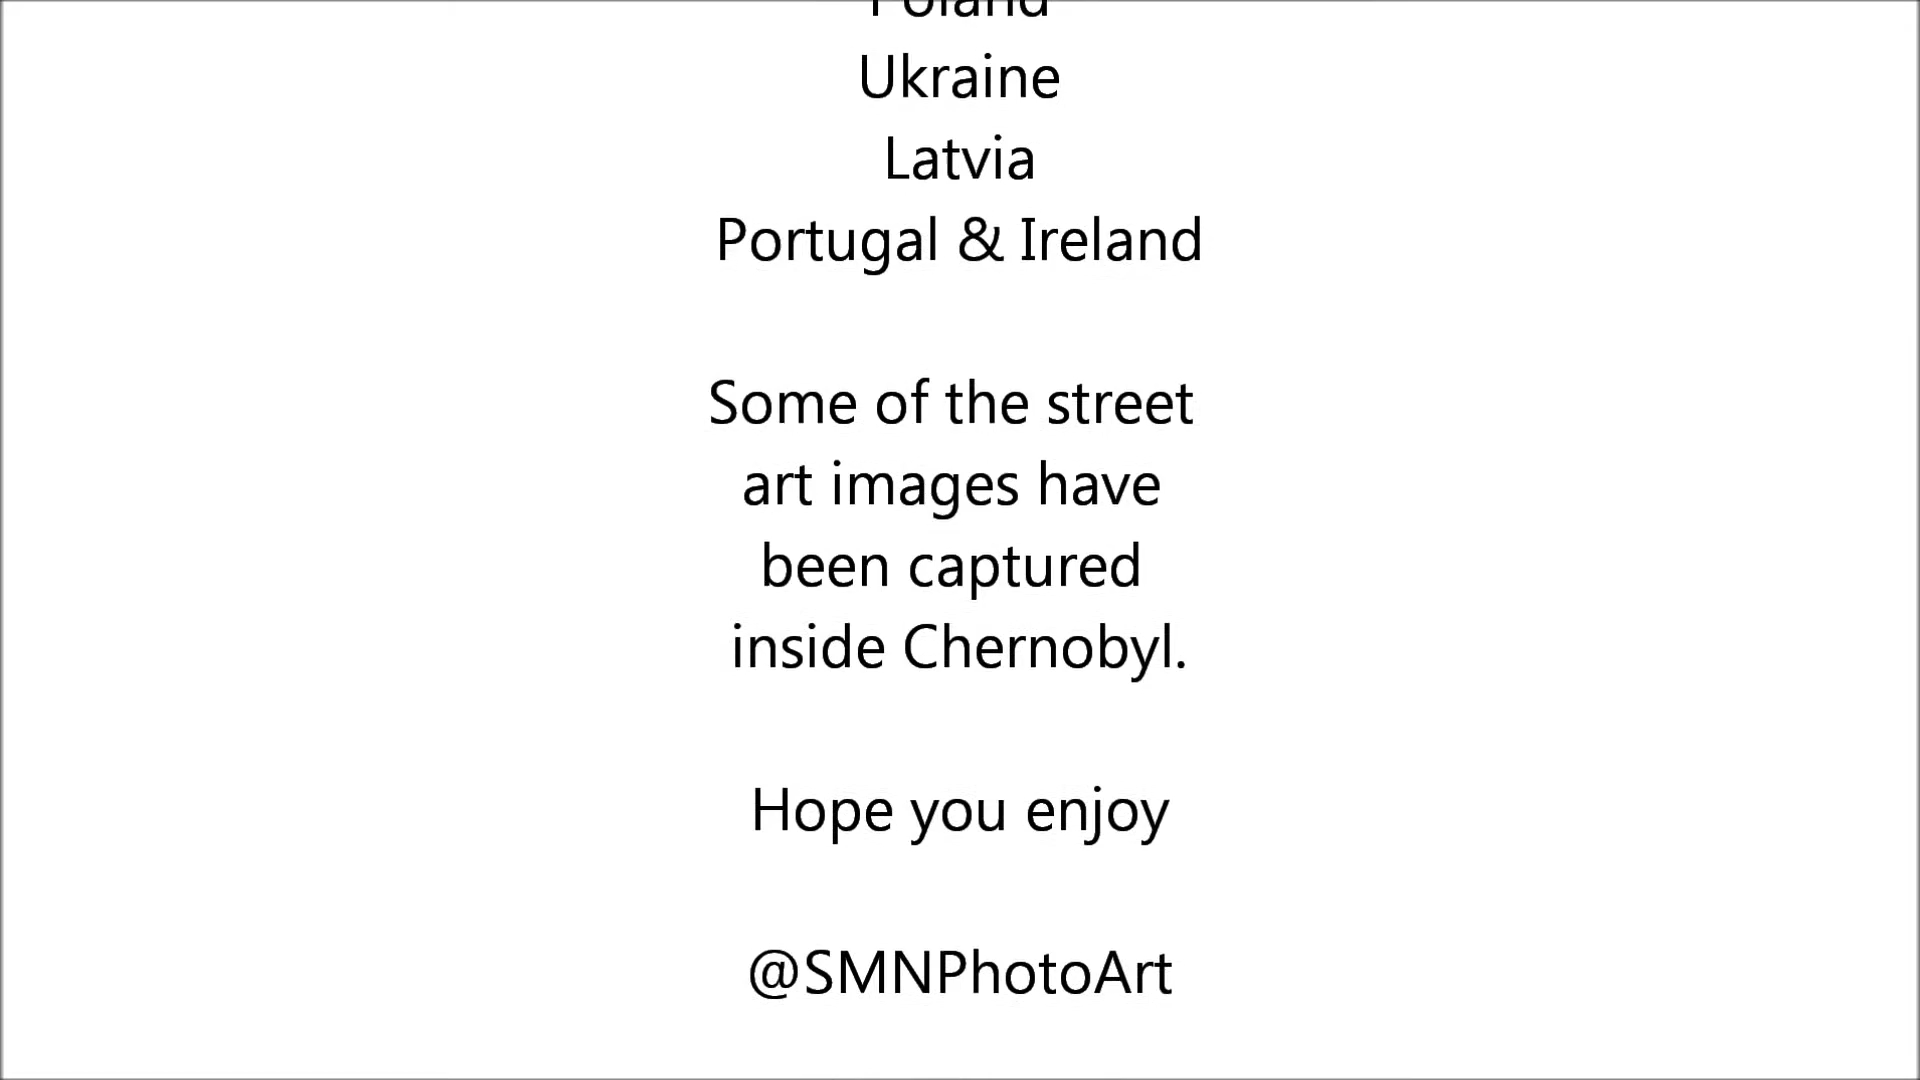 Poland
Ukraine
Latvia
Portugal & Ireland
Some of the street
art images have
been captured
inside Chernobyl.
Hope you enjoy
@SMNPhotoArt